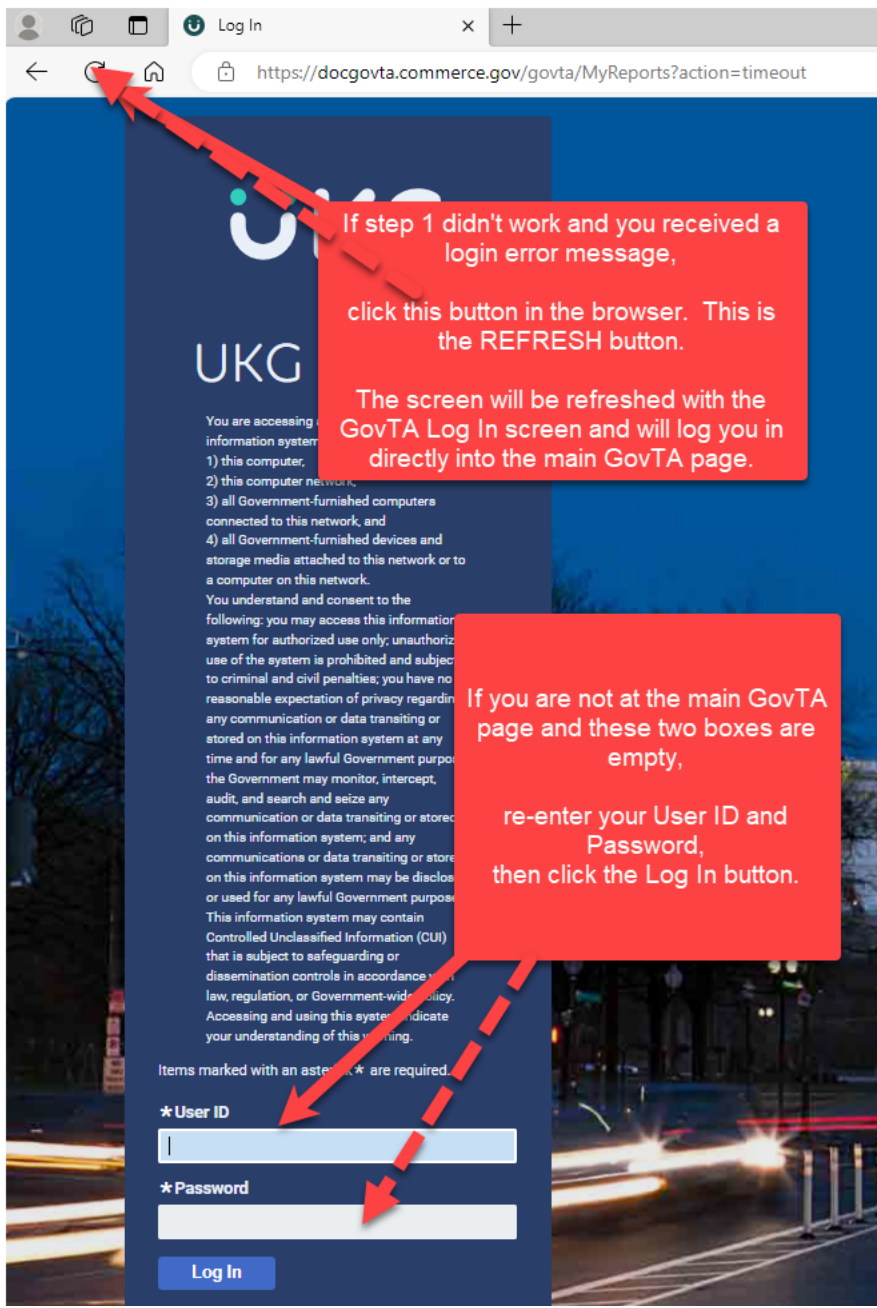 Log In
https://docgovta.commerce.gov/govta/MyReports?action=timeout
If step 1 didn't work and you received a
login error message,
click this button in the browser. This is
the REFRESH button.
The screen will be refreshed with the
GovTA Log In screen and will log you in
directly into the main GovTA page.
UKG
You are accessing
information system
1) this computer,
2) this computer network,
3) all Government-furnished computers
connected to this network, and
4) all Government-furnished devices and
storage media attached to this network or to
a computer on this network.
You understand and consent to the
following: you may access this information
system for authorized use only; unauthoriz
use of the system is prohibited and subjec
to criminal and civil penalties; you have no
reasonable expectation of privacy regardin
any communication or data transiting or
stored on this information system at any
time and for any lawful Government purpo
the Government may monitor, intercept,
audit, and search and seize any
communication or data transiting or stored
on this information system; and any
communications or data transiting or store
on this information system may be disclos
or used for any lawful Government purpose
This information system may contain
Controlled Unclassified Information (CUI)
that is subject to safeguarding or
dissemination controls in accordance
law, regulation, or Government-wide policy.
Accessing and using this system indicate
your understanding of this warning.
If you are not at the main GovTA
page and these two boxes are
empty,
re-enter your User ID and
Password,
then click the Log In button.
Items marked with an asterisk* are required.
*User ID
*Password
Log In